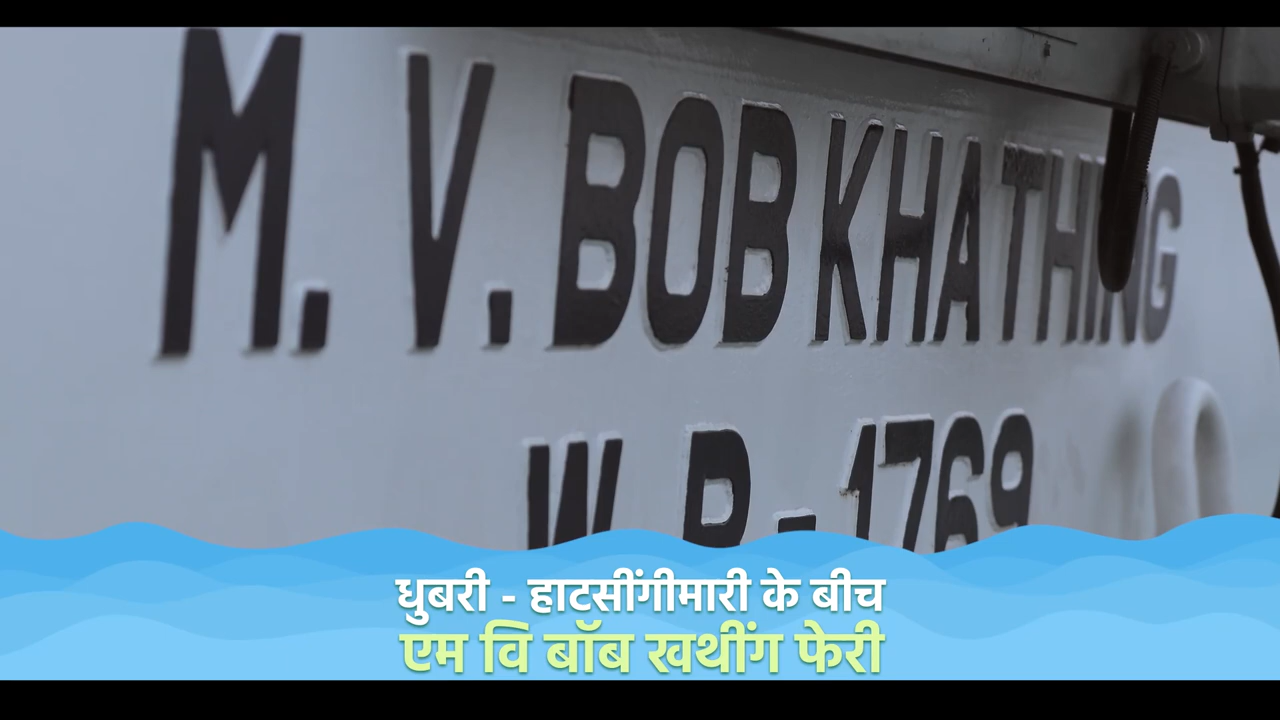 M. V. BOB KHATHING
W B - 1769
धुबरी - हाटसींगीमारी के बीच
एम वि बॉब खथींग फेरी